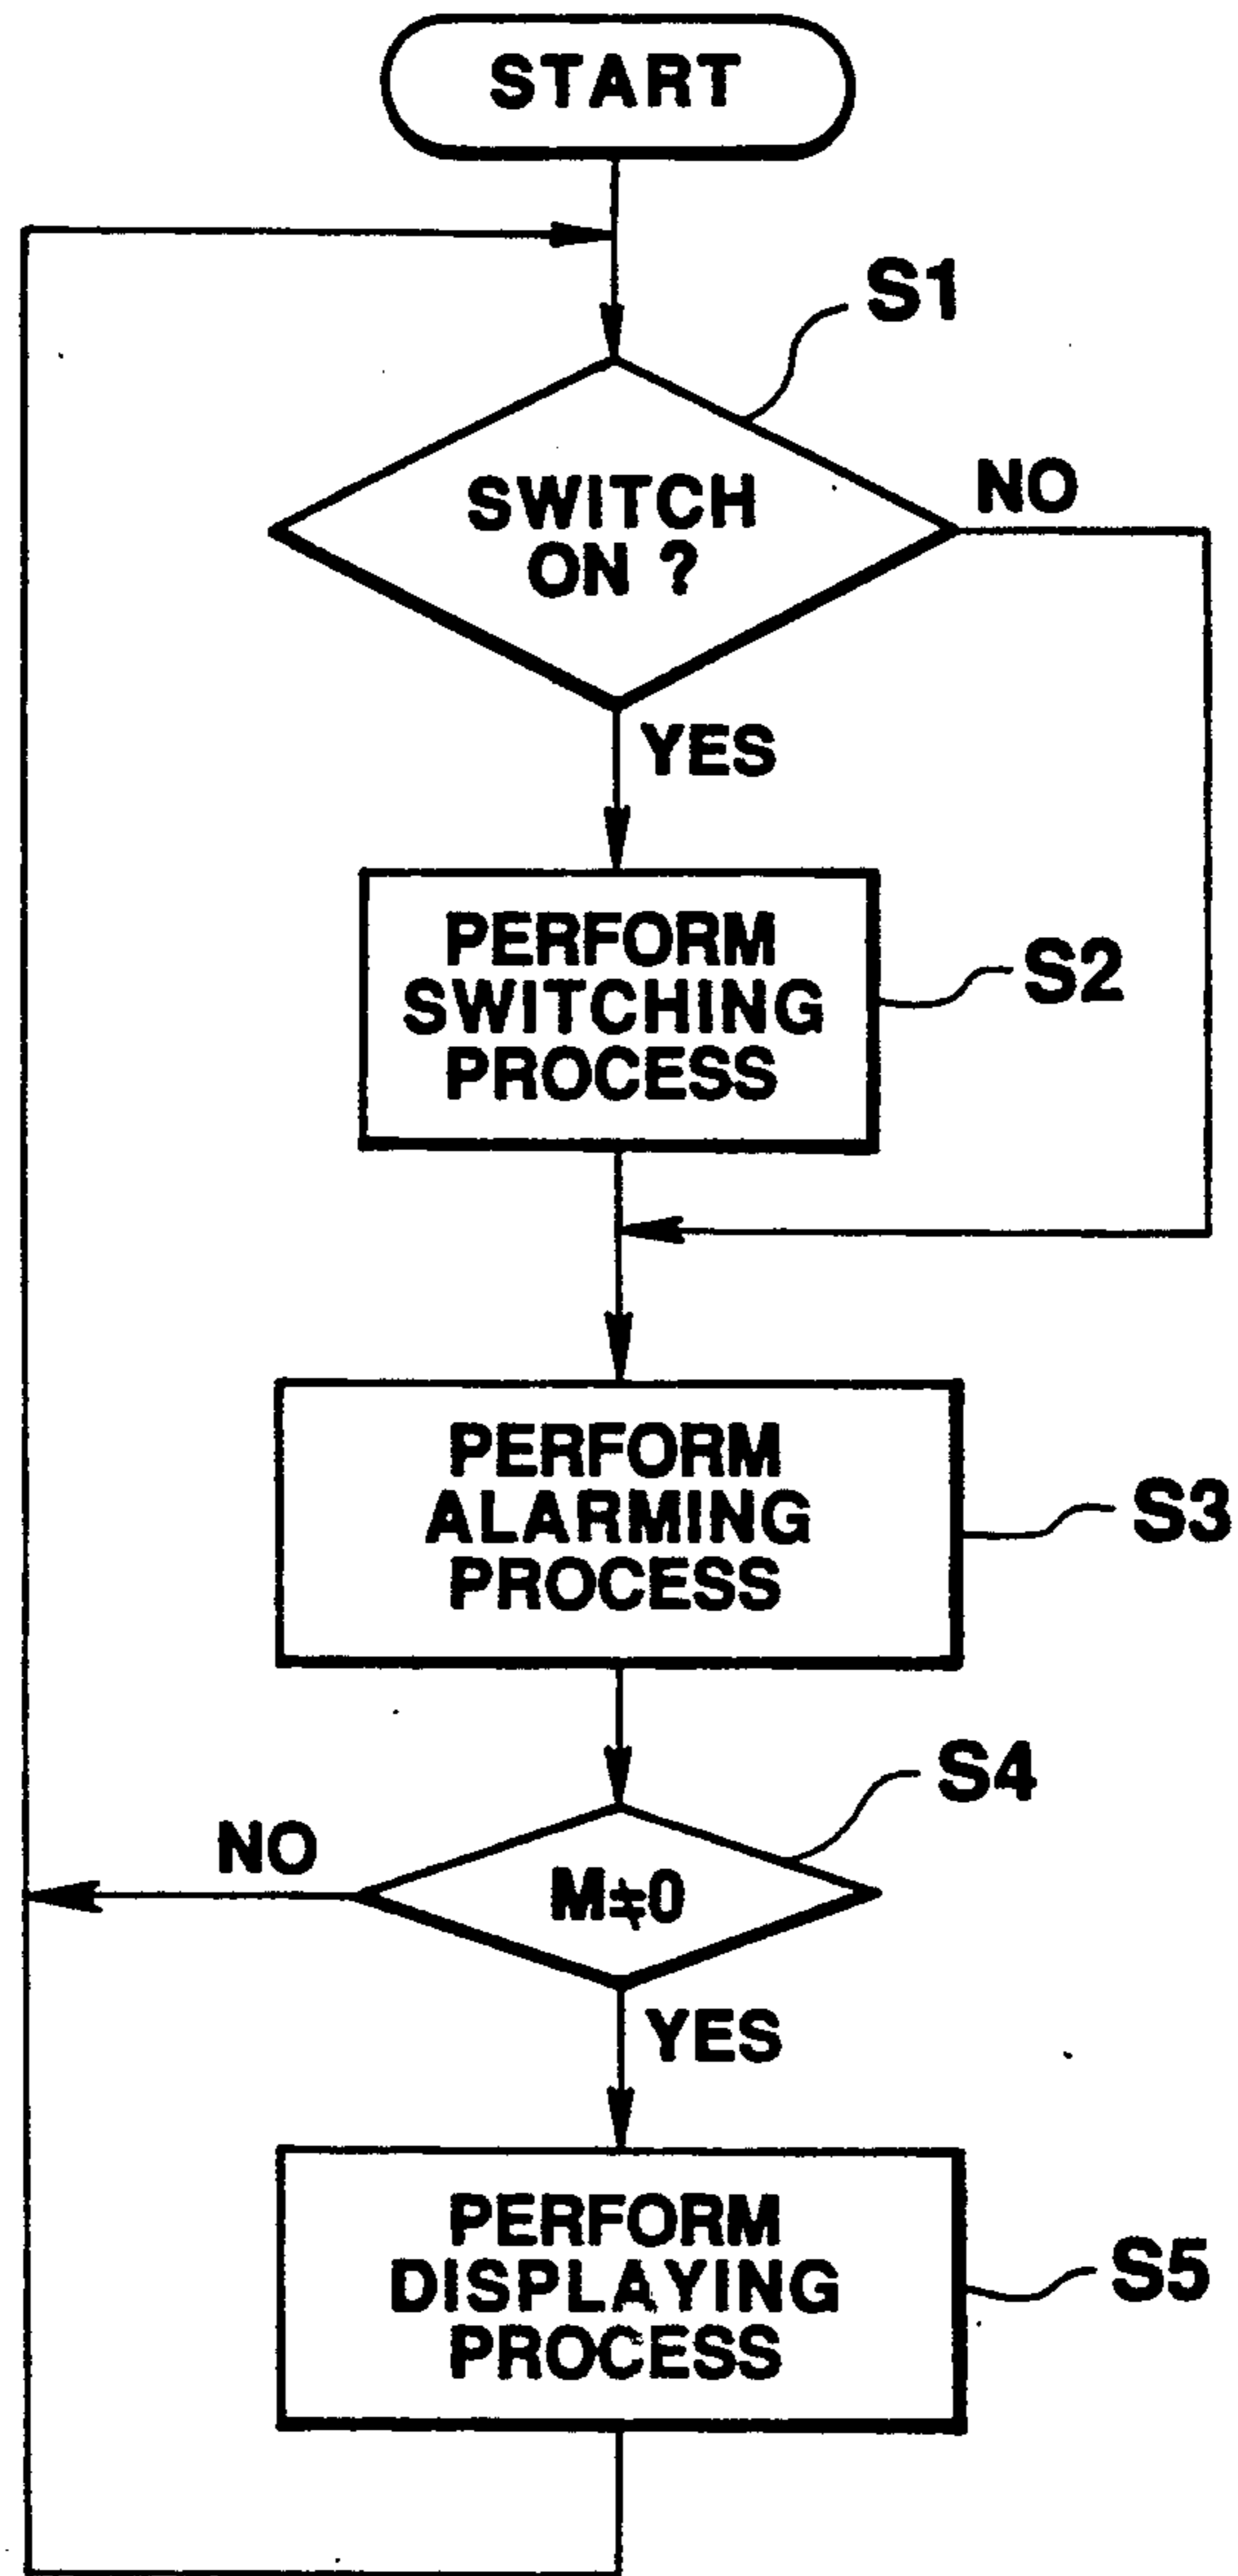 START
S1
SWITCH
ON ?
NO
YES
PERFORM
SWITCHING
PROCESS
S2
PERFORM
ALARMING
PROCESS
S3
S4
NO
M≠0
YES
PERFORM
DISPLAYING
PROCESS
S5